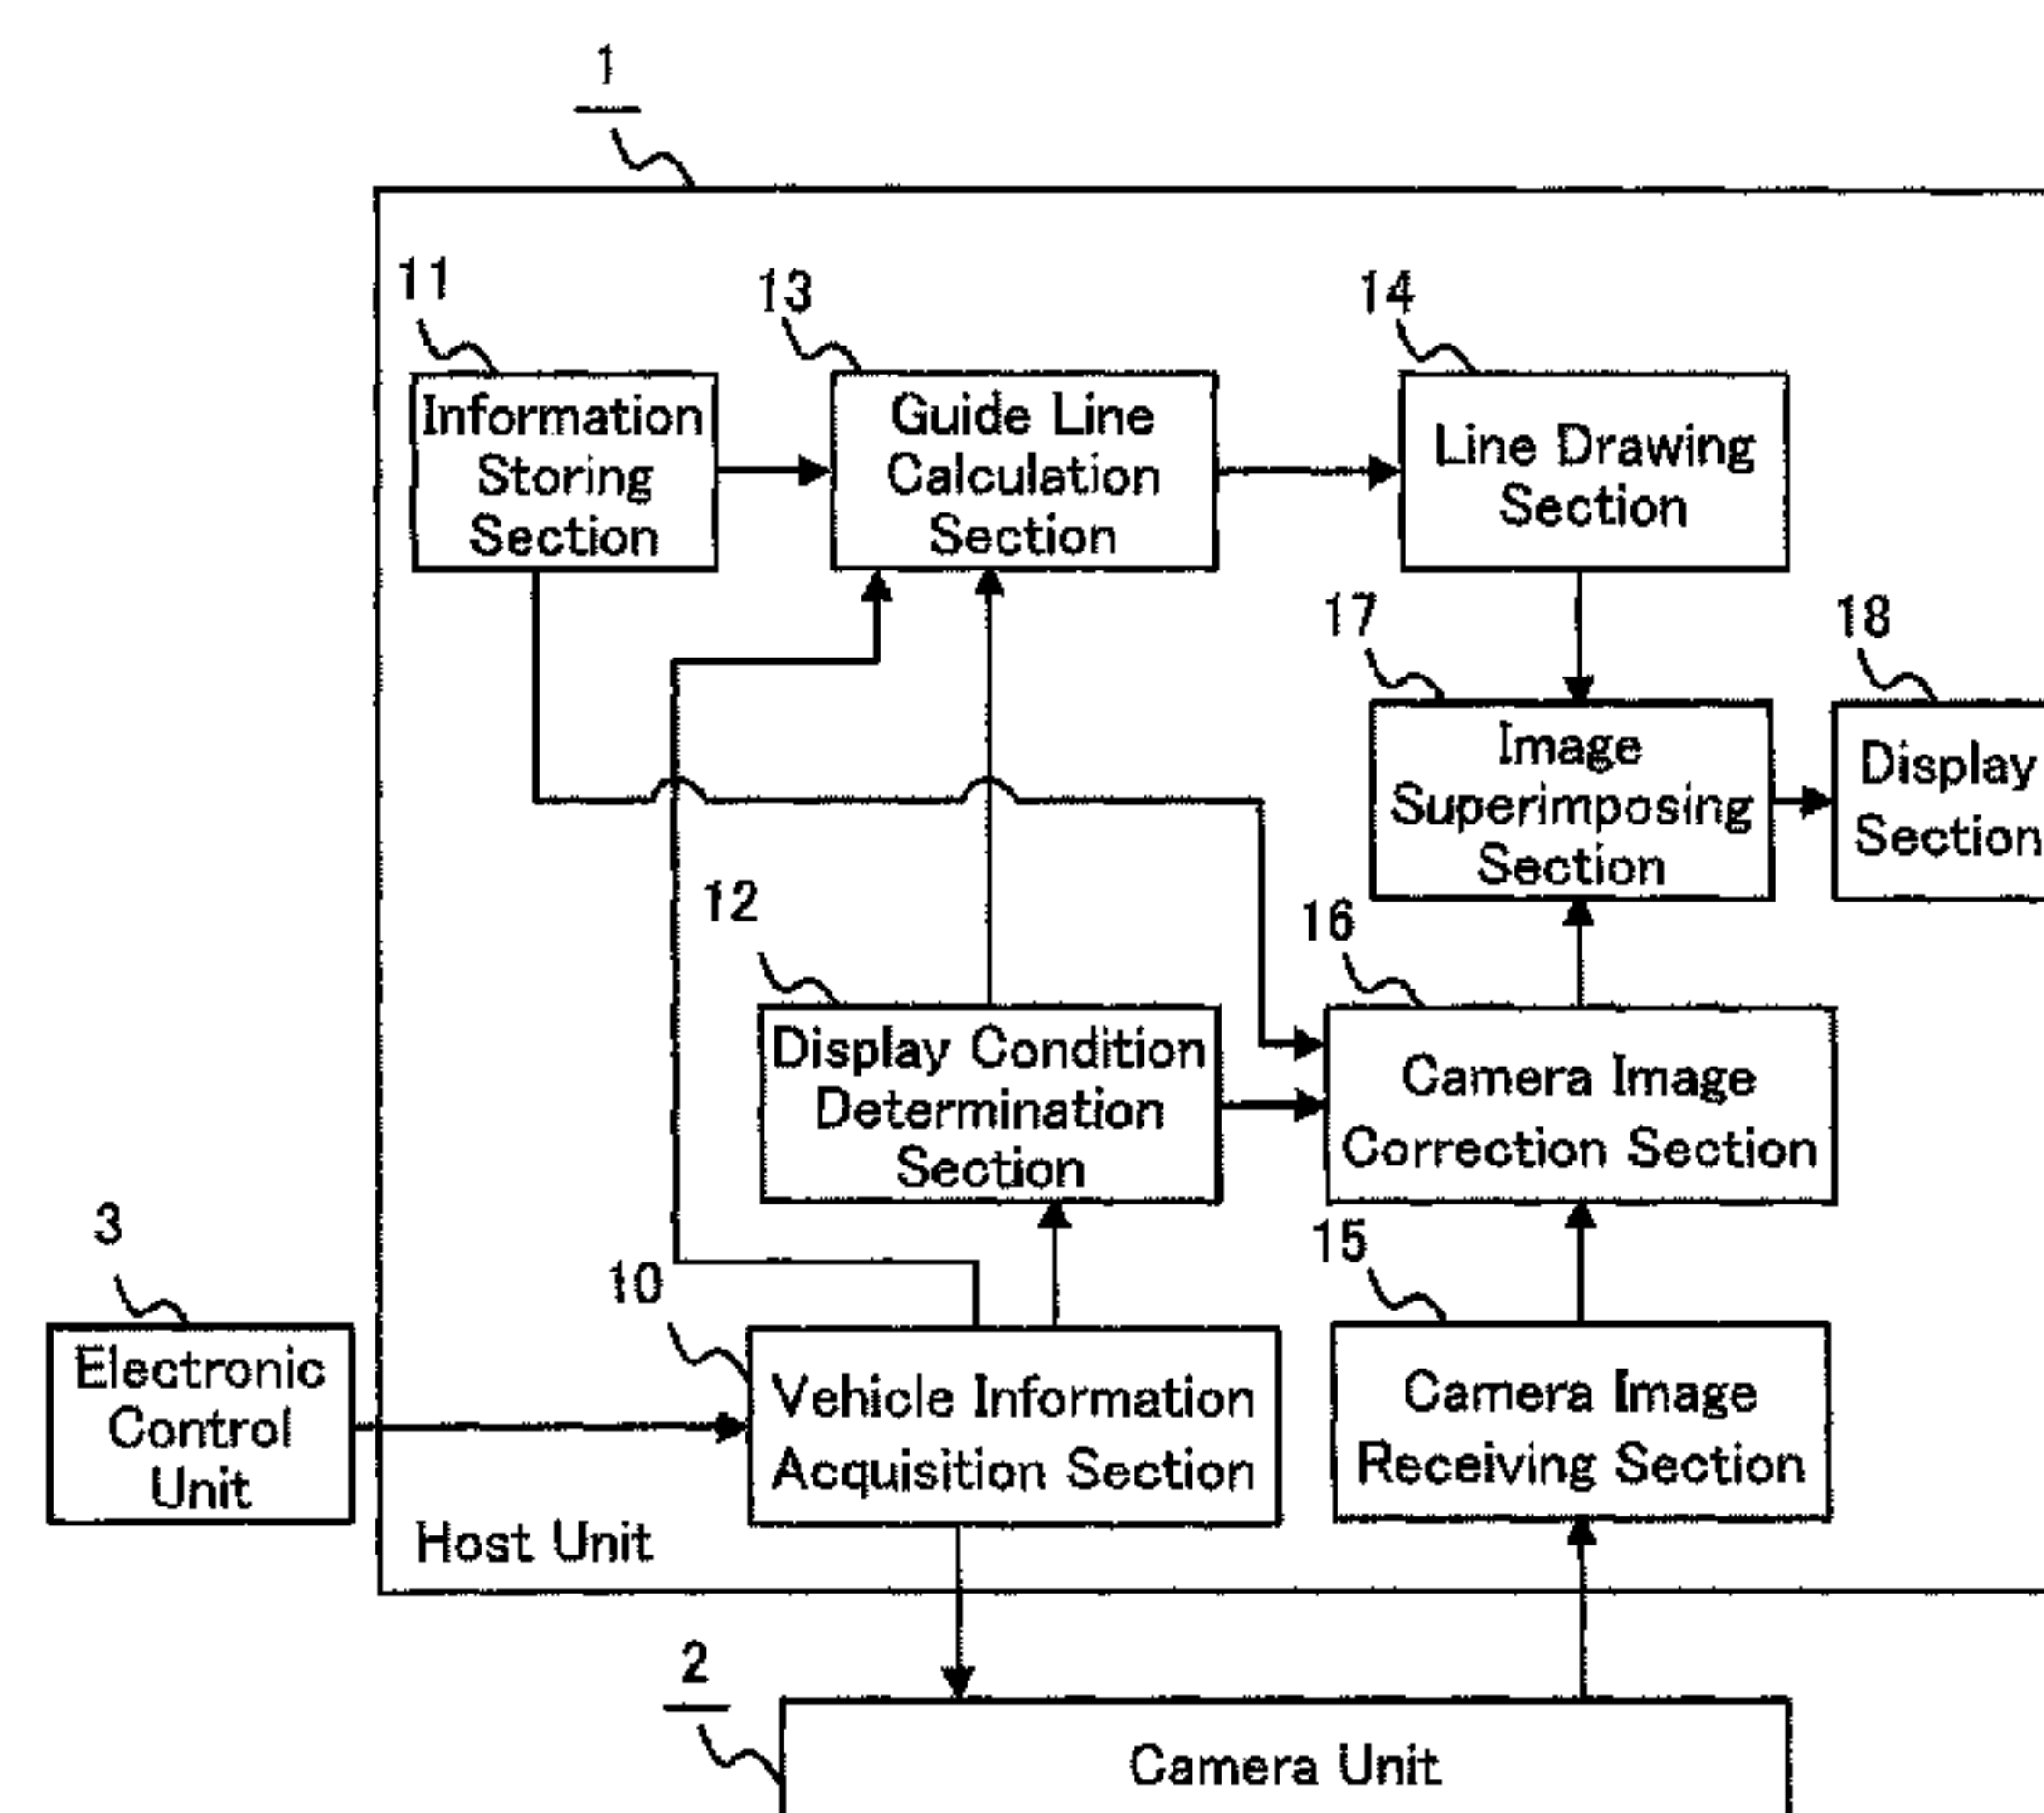 1
11
13
14
Information
Storing
Section
Guide Line
Calculation
Section
Line Drawing
Section
17
18
Image
Superimposing
Section
Display
Section
12
16
Display Condition
Determination
Section
Camera Image
Correction Section
3
10
15
Electronic
Control
Unit
Vehicle Information
Acquisition Section
Camera Image
Receiving Section
Host Unit
2
Camera Unit